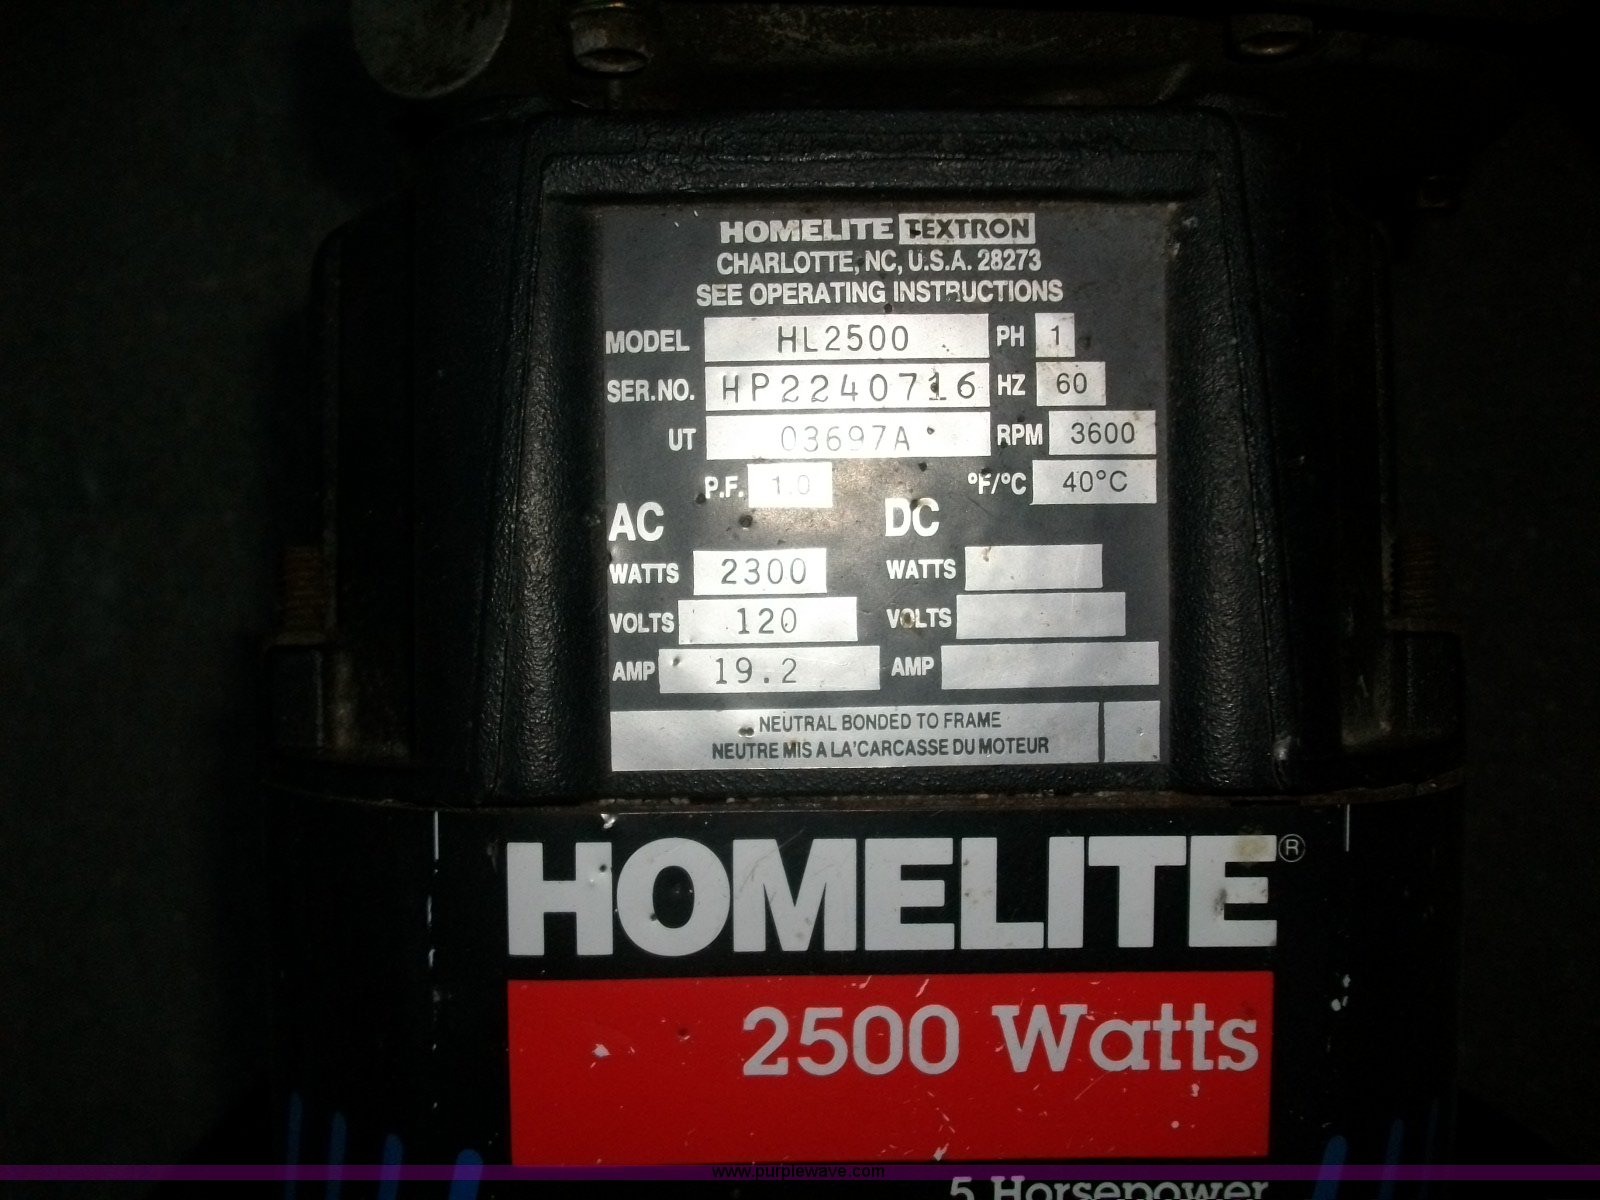 HOMELITE TEXTRON
CHARLOTTE, NC, U.S.A. 28273
SEE OPERATING INSTRUCTIONS
MODEL HL2500 PH 1
SER.NO. HP2240716 HZ 60
UT 03697A RPM 3600
P.F. 1.0 °F/°C 40°C
AC DC
WATTS 2300 WATTS
VOLTS 120 VOLTS
AMP 19.2 AMP
NEUTRAL BONDED TO FRAME
NEUTRE MIS A LA'CARCASSE DU MOTEUR
HOMELITE®
2500 Watts
5 Horsepower
www.purplewave.com